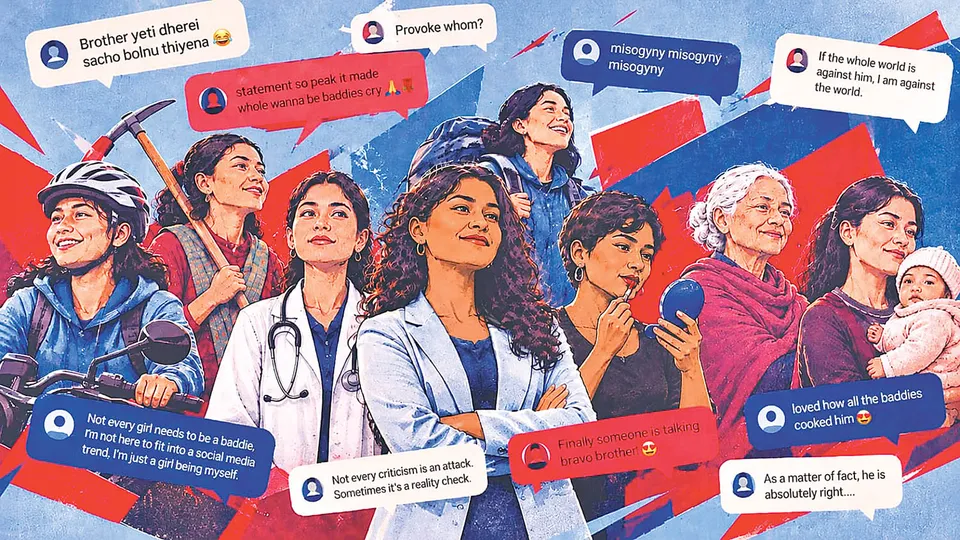 Brother yeti dherei
sacho bolnu thiyena 😂
Provoke whom?
statement so peak it made
whole wanna be baddies cry 🙏
misogyny misogyny
misogyny
If the whole world is
against him, I am against
the world.
Not every girl needs to be a baddie,
I'm not here to fit into a social media
trend, I'm just a girl being myself.
Not every criticism is an attack.
Sometimes it's a reality check.
Finally someone is talking
bravo brother! 😍
loved how all the baddies
cooked him 😍
As a matter of fact, he is
absolutely right....